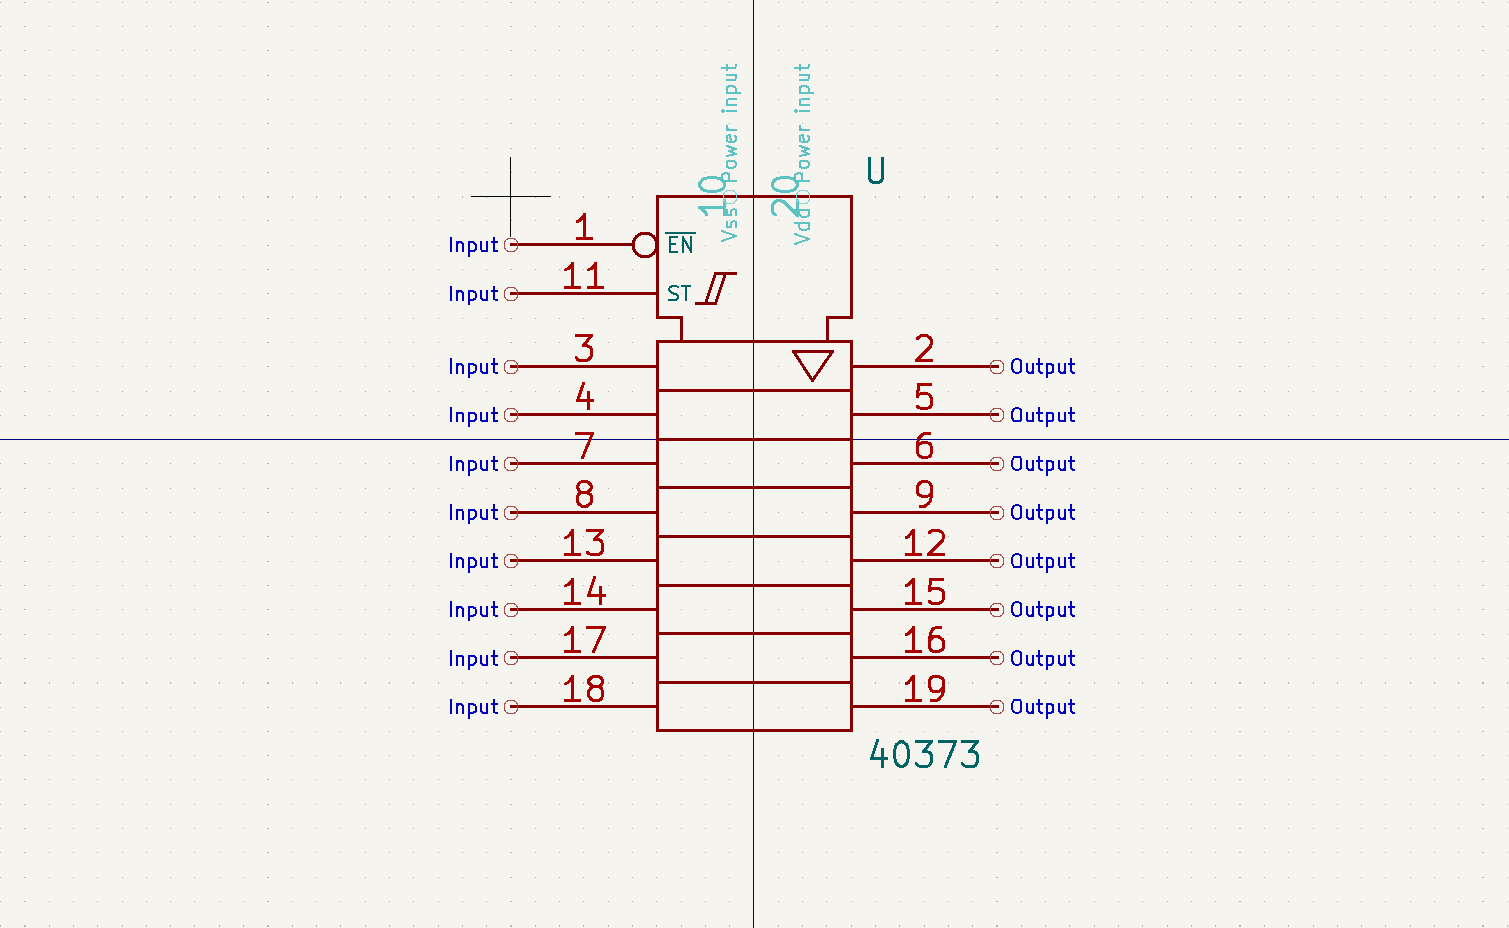 Vss 10 Power input
Vdd 20 Power input
U
Input 1 EN
Input 11 ST
Input 3 2 Output
Input 4 5 Output
Input 7 6 Output
Input 8 9 Output
Input 13 12 Output
Input 14 15 Output
Input 17 16 Output
Input 18 19 Output
40373